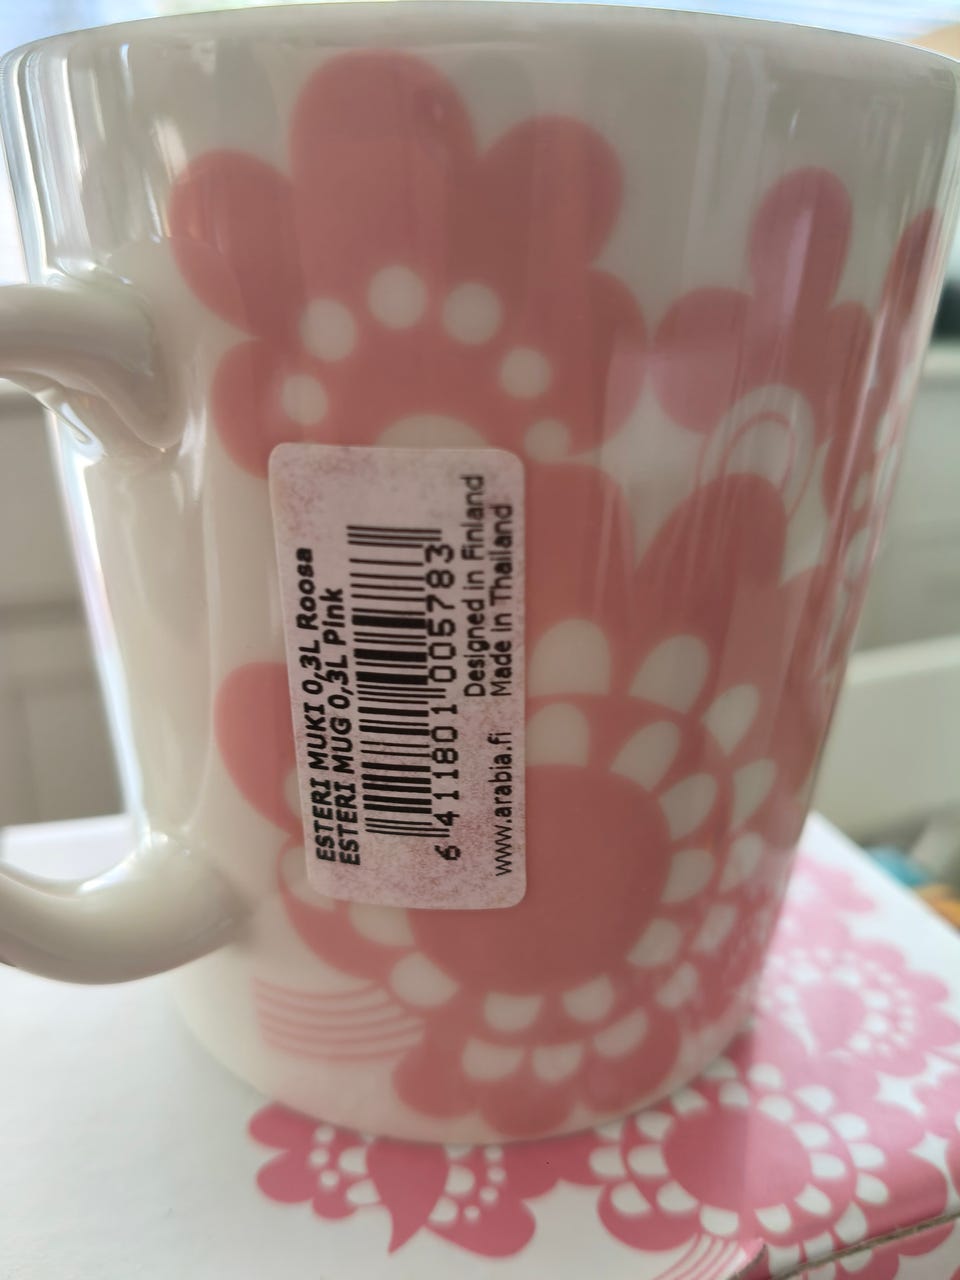 ESTERI MUKI 0,3L Roosa
ESTERI MUG 0,3L Pink
6 411801 005783
Designed in Finland
www.arabia.fi Made in Thailand